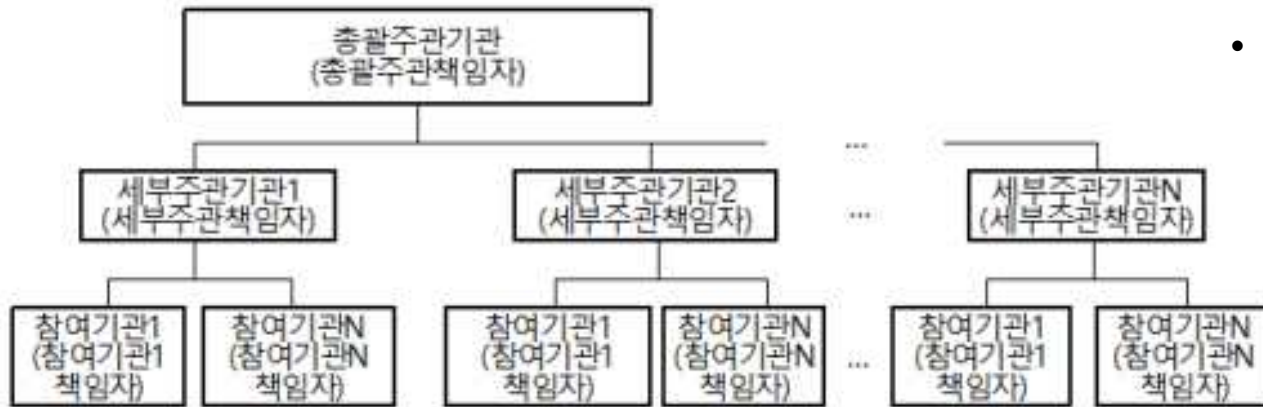 총괄주관기관
(총괄주관책임자)
•
...
세부주관기관1
(세부주관책임자)
세부주관기관2
(세부주관책임자)
...
세부주관기관N
(세부주관책임자)
참여기관1
(참여기관1
책임자)
참여기관N
(참여기관N
책임자)
참여기관1
(참여기관1
책임자)
참여기관N
(참여기관N
책임자)
...
참여기관1
(참여기관1
책임자)
참여기관N
(참여기관N
책임자)